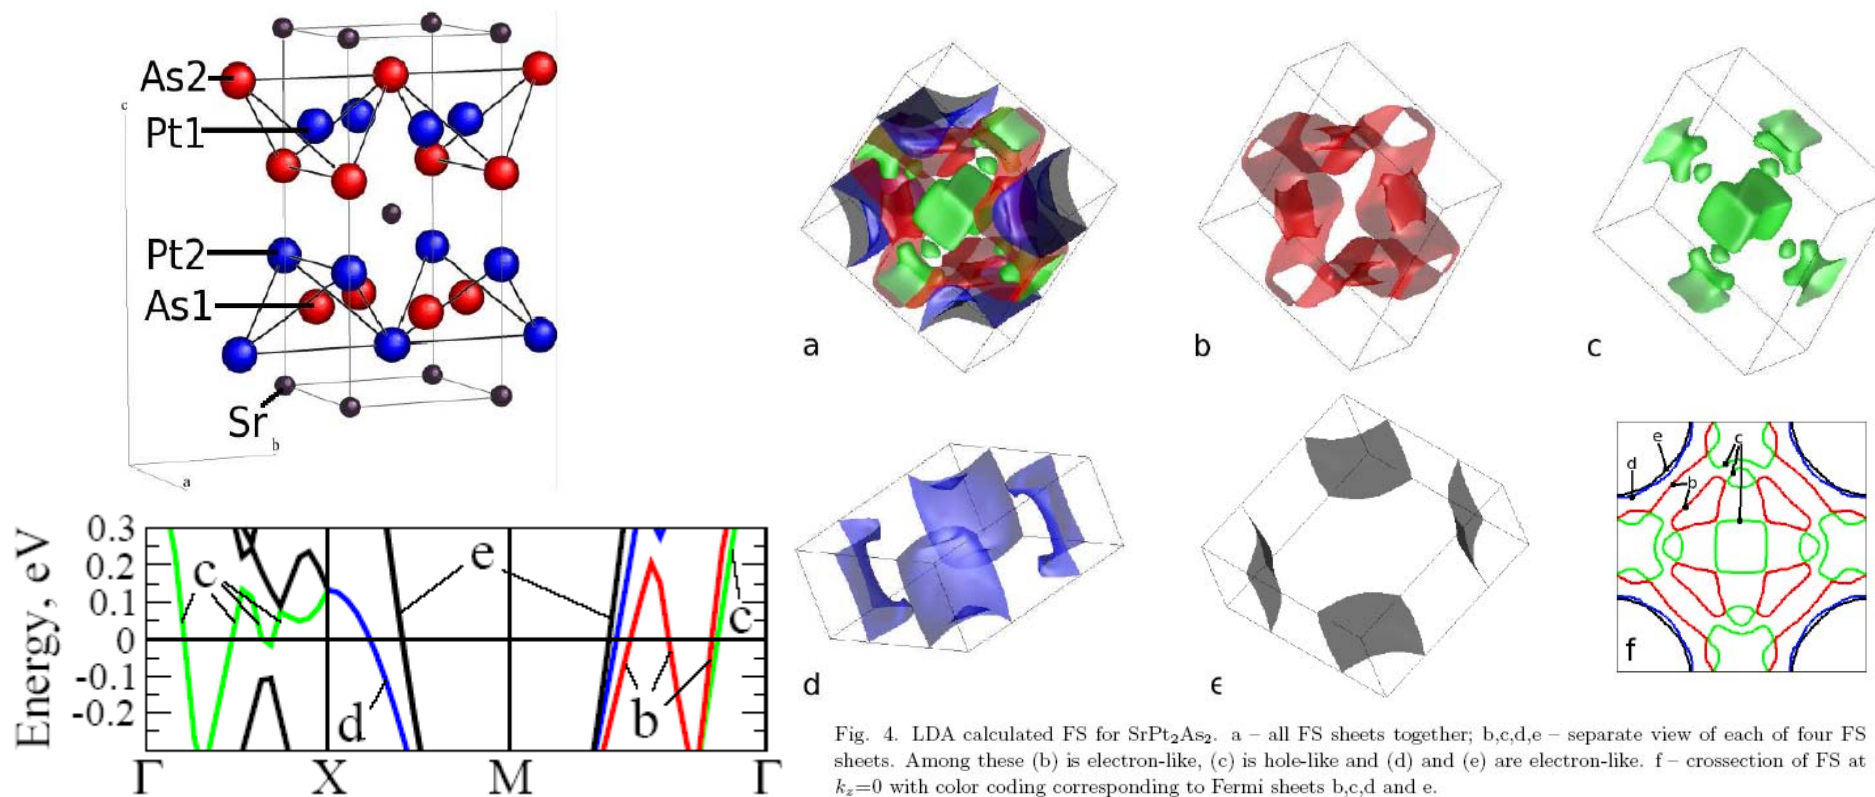 As2
c
Pt1
Pt2
As1
Sr
b
a
a
b
c
d
e
e
c
d
b
f
Energy, eV
0.3
0.2
0.1
0
-0.1
-0.2
c
e
c
d
b
Γ
X
M
Γ
Fig. 4. LDA calculated FS for SrPt₂As₂. a – all FS sheets together; b,c,d,e – separate view of each of four FS
sheets. Among these (b) is electron-like, (c) is hole-like and (d) and (e) are electron-like. f – crossection of FS at
k_z=0 with color coding corresponding to Fermi sheets b,c,d and e.